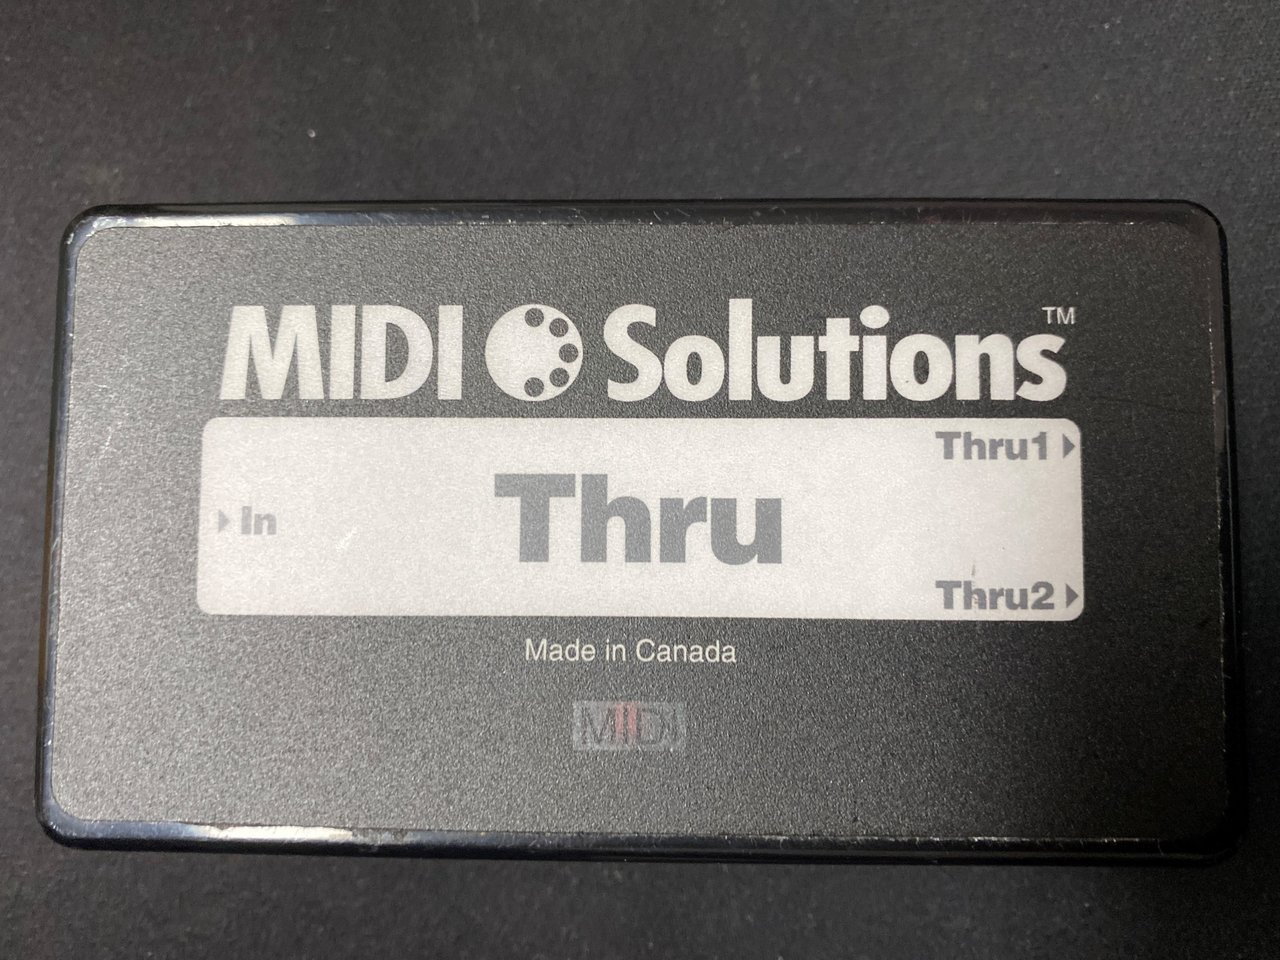 MIDI Solutions™
Thru1
In
Thru
Thru2
Made in Canada
MIDI